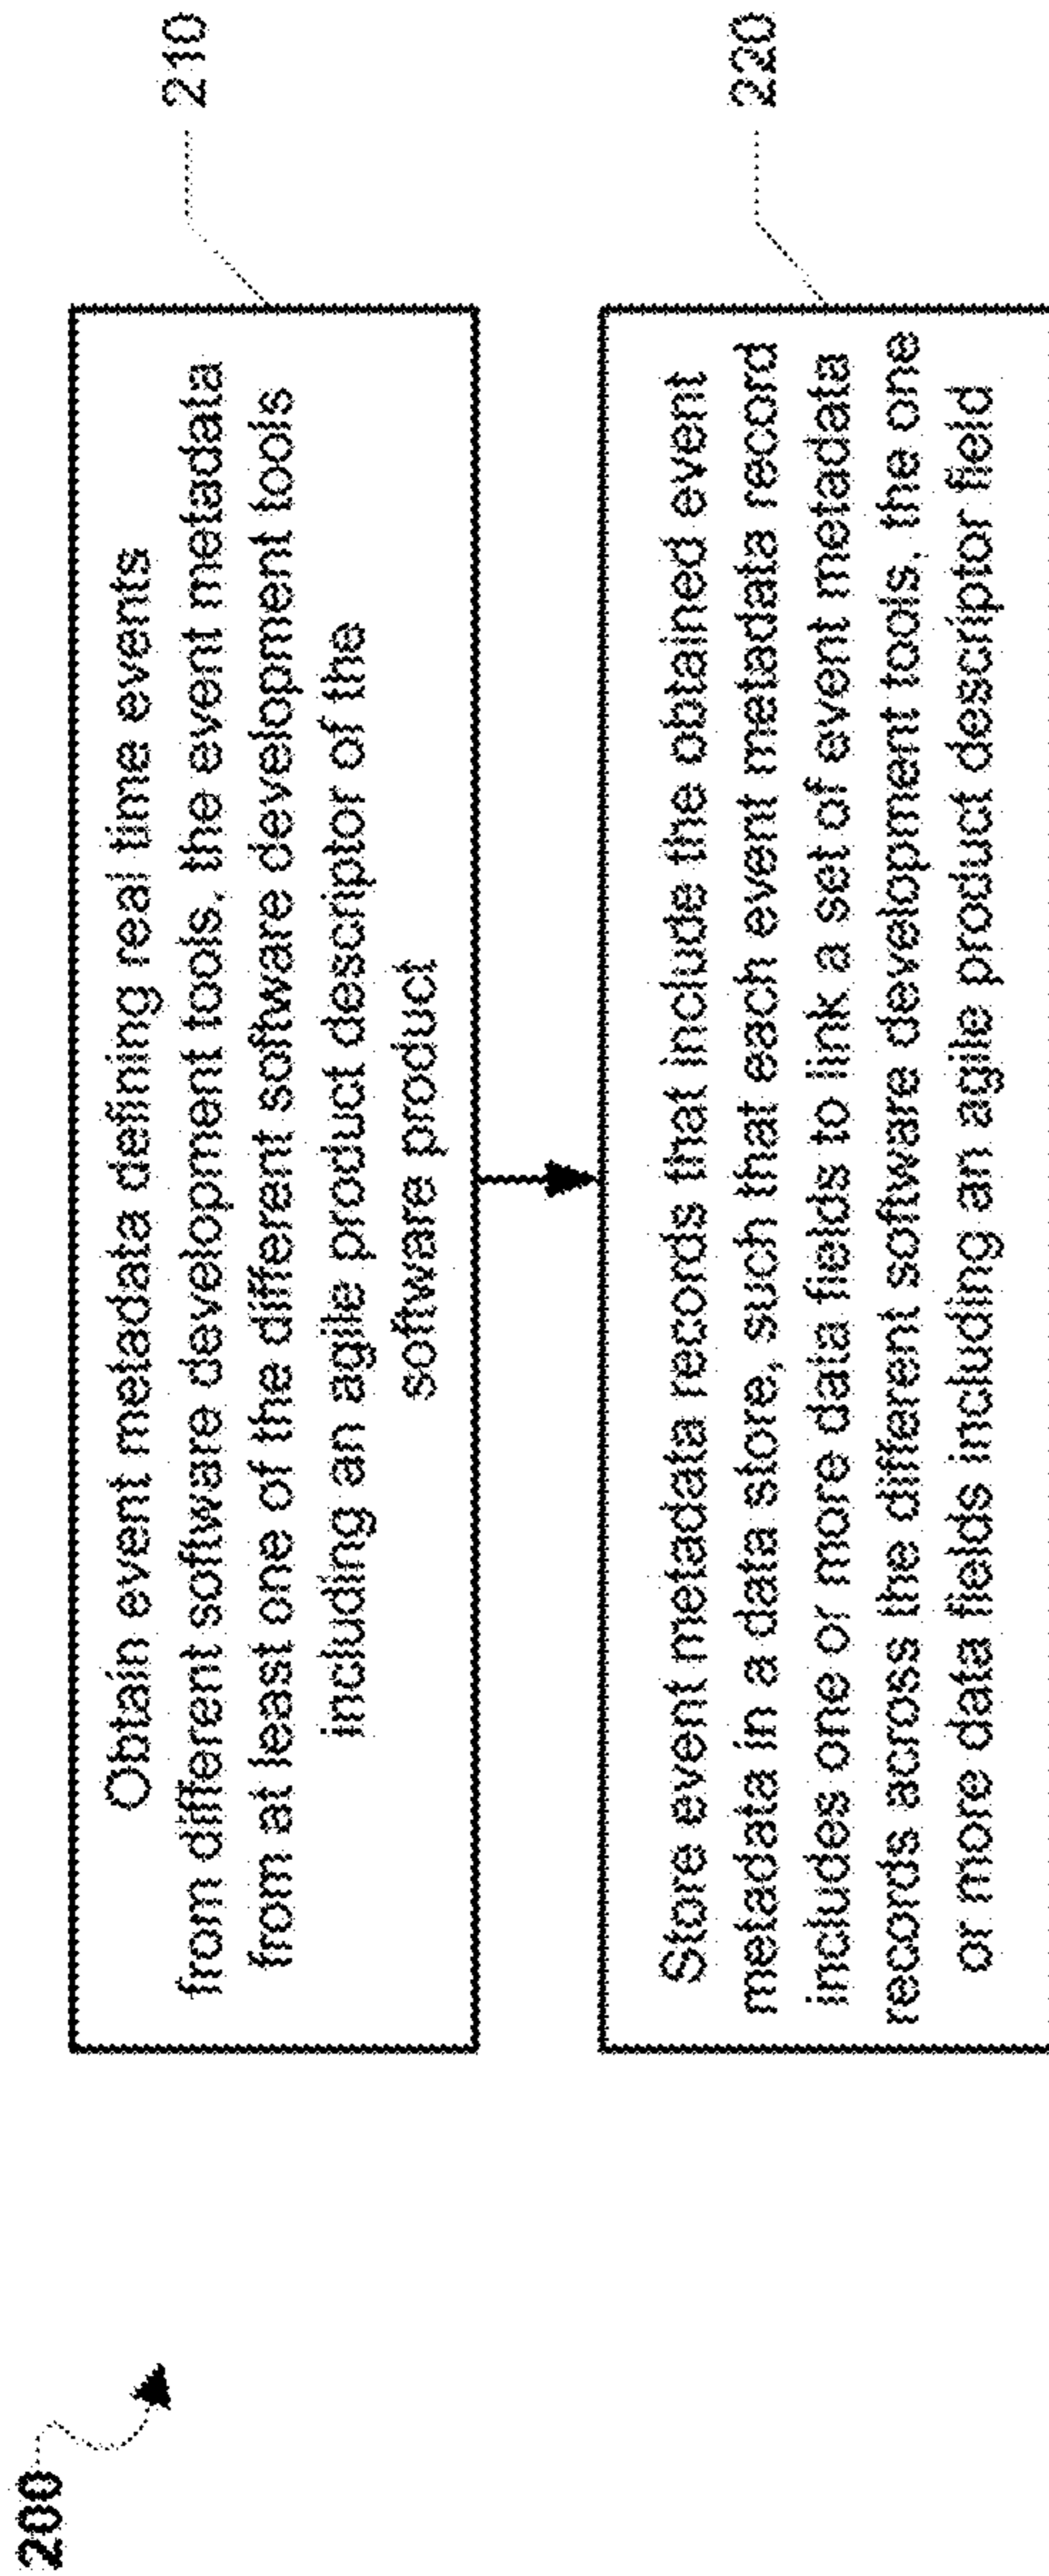 200
Obtain event metadata defining real time events
from different software development tools, the event metadata
from at least one of the different software development tools
including an agile product descriptor of the
software product
210
Store event metadata records that include the obtained event
metadata in a data store, such that each event metadata record
includes one or more data fields to link a set of event metadata
records across the different software development tools, the one
or more data fields including an agile product descriptor field
220